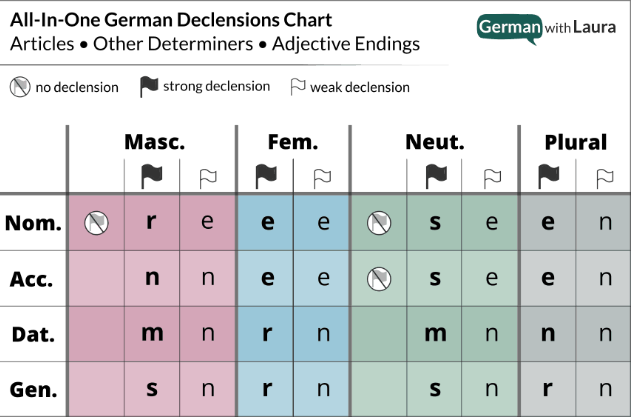 All-In-One German Declensions Chart
Articles • Other Determiners • Adjective Endings
German with Laura
no declension strong declension weak declension
Masc. Fem. Neut. Plural
Nom. r e e e s e e n
Acc. n n e e s e e n
Dat. m n r n m n n n
Gen. s n r n s n r n